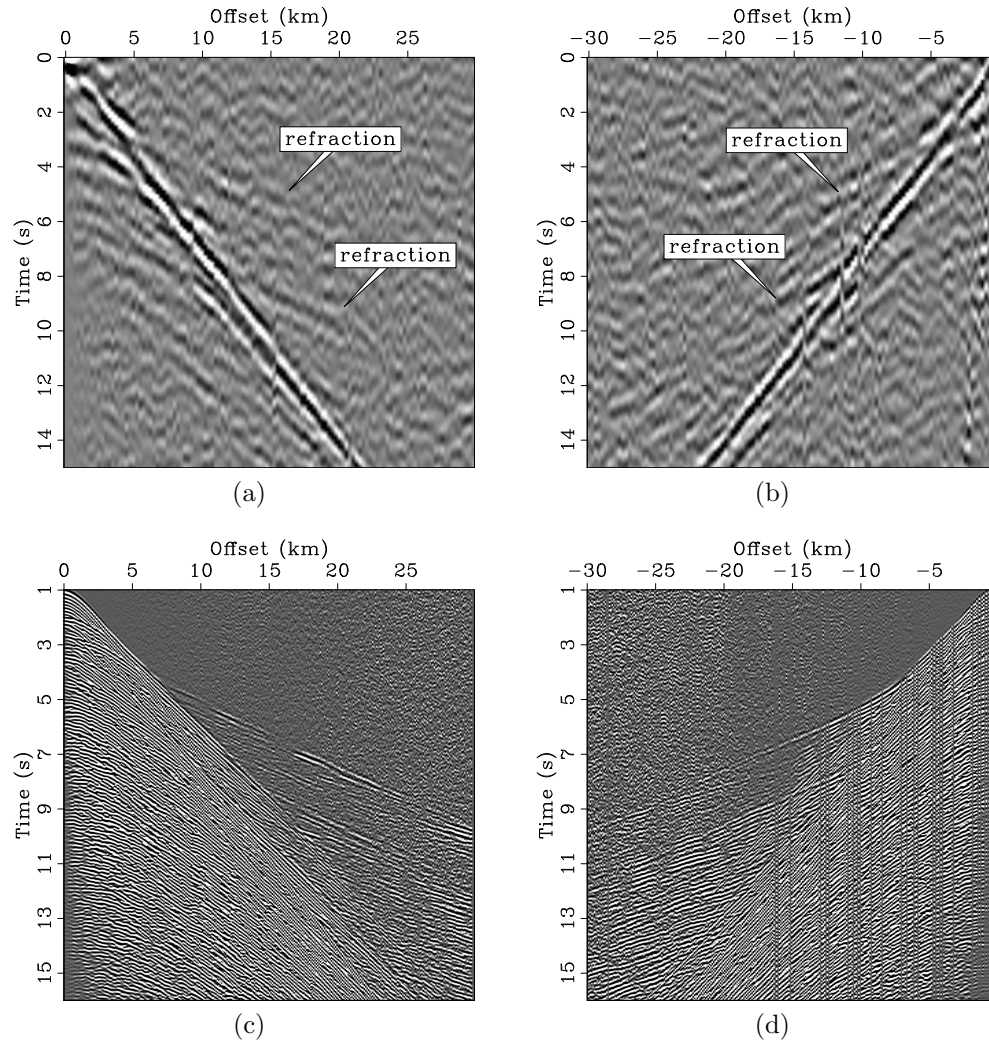 Offset (km)
0 5 10 15 20 25
Time (s)
0 2 4 6 8 10 12 14
refraction
refraction
(a)
Offset (km)
−30 −25 −20 −15 −10 −5
Time (s)
0 2 4 6 8 10 12 14
refraction
refraction
(b)
Offset (km)
0 5 10 15 20 25
Time (s)
1 3 5 7 9 11 13 15
(c)
Offset (km)
−30 −25 −20 −15 −10 −5
Time (s)
1 3 5 7 9 11 13 15
(d)